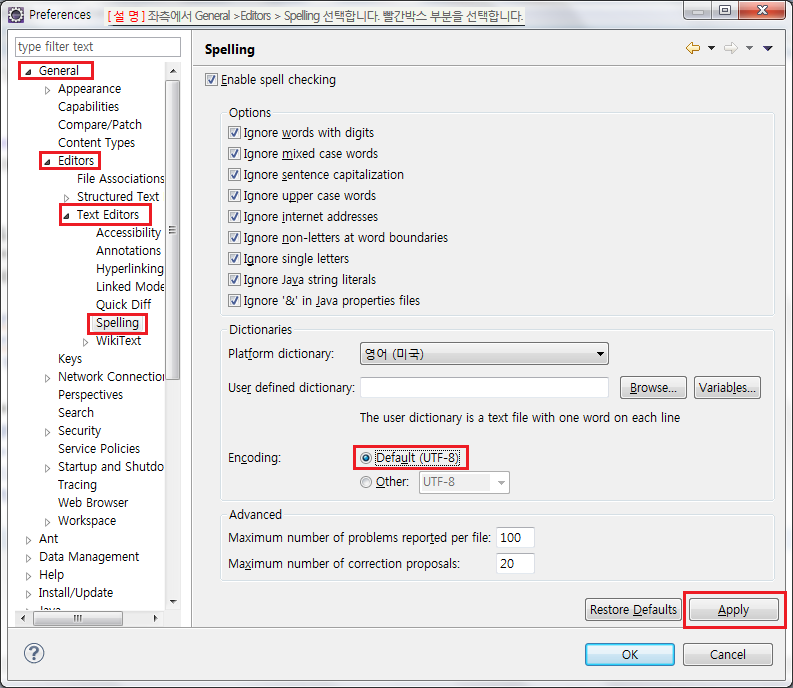 Preferences
[ 설 명 ] 좌측에서 General >Editors > Spelling 선택합니다. 빨간박스 부분을 선택합니다.
type filter text
General
Appearance
Capabilities
Compare/Patch
Content Types
Editors
File Associations
Structured Text
Text Editors
Accessibility
Annotations
Hyperlinking
Linked Mode
Quick Diff
Spelling
WikiText
Keys
Network Connection
Perspectives
Search
Security
Service Policies
Startup and Shutdo
Tracing
Web Browser
Workspace
Ant
Data Management
Help
Install/Update
Java
Spelling
Enable spell checking
Options
Ignore words with digits
Ignore mixed case words
Ignore sentence capitalization
Ignore upper case words
Ignore internet addresses
Ignore non-letters at word boundaries
Ignore single letters
Ignore Java string literals
Ignore '&' in Java properties files
Dictionaries
Platform dictionary: 영어 (미국)
User defined dictionary: Browse... Variables...
The user dictionary is a text file with one word on each line
Encoding: Default (UTF-8)
Other: UTF-8
Advanced
Maximum number of problems reported per file: 100
Maximum number of correction proposals: 20
Restore Defaults Apply
? OK Cancel